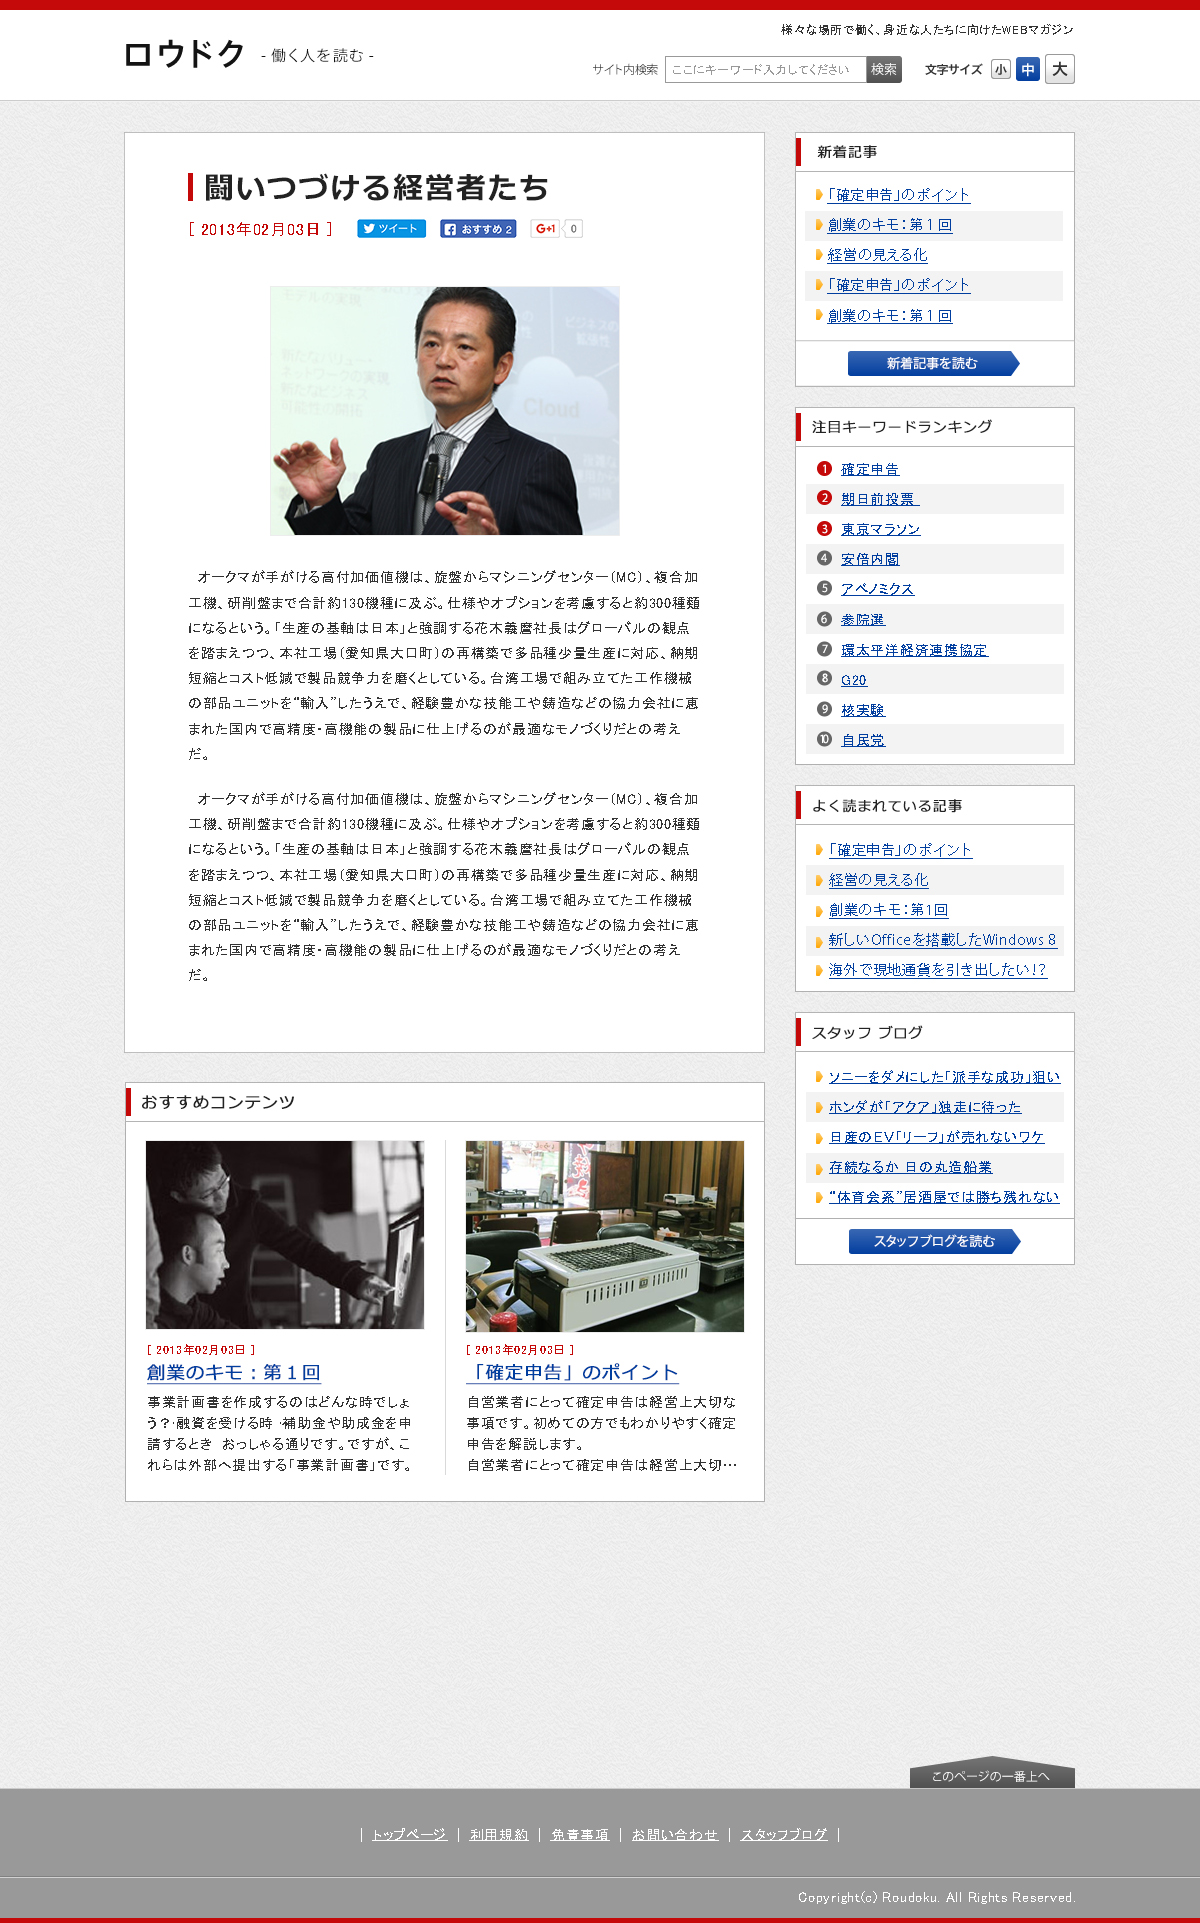 様々な場所で働く、身近な人たちに向けたWEBマガジン
ロウドク - 働く人を読む -
サイト内検索 ここにキーワード入力してください 検索 文字サイズ 小 中 大
闘いつづける経営者たち
[ 2013年02月03日 ] ツイート おすすめ 2 G+1 0
モデルの実現
ビジネスの
拡張性
新たなバリュー・
ネットワークの実現
新たなビジネス
可能性の開拓
Cloud
オークマが手がける高付加価値機は、旋盤からマシニングセンター(MC)、複合加
工機、研削盤まで合計約130機種に及ぶ。仕様やオプションを考慮すると約300種類
になるという。「生産の基軸は日本」と強調する花木義麿社長はグローバルの観点
を踏まえつつ、本社工場(愛知県大口町)の再構築で多品種少量生産に対応、納期
短縮とコスト低減で製品競争力を磨くとしている。台湾工場で組み立てた工作機械
の部品ユニットを“輸入”したうえで、経験豊かな技能工や鋳造などの協力会社に恵
まれた国内で高精度・高機能の製品に仕上げるのが最適なモノづくりだとの考え
だ。
オークマが手がける高付加価値機は、旋盤からマシニングセンター(MC)、複合加
工機、研削盤まで合計約130機種に及ぶ。仕様やオプションを考慮すると約300種類
になるという。「生産の基軸は日本」と強調する花木義麿社長はグローバルの観点
を踏まえつつ、本社工場(愛知県大口町)の再構築で多品種少量生産に対応、納期
短縮とコスト低減で製品競争力を磨くとしている。台湾工場で組み立てた工作機械
の部品ユニットを“輸入”したうえで、経験豊かな技能工や鋳造などの協力会社に恵
まれた国内で高精度・高機能の製品に仕上げるのが最適なモノづくりだとの考え
だ。
おすすめコンテンツ
[ 2013年02月03日 ]
創業のキモ：第１回
事業計画書を作成するのはどんな時でしょ
う？・融資を受ける時 ・補助金や助成金を申
請するとき おっしゃる通りです。ですが、こ
れらは外部へ提出する「事業計画書」です。
[ 2013年02月03日 ]
「確定申告」のポイント
自営業者にとって確定申告は経営上大切な
事項です。初めての方でもわかりやすく確定
申告を解説します。
自営業者にとって確定申告は経営上大切…
新着記事
「確定申告」のポイント
創業のキモ：第１回
経営の見える化
「確定申告」のポイント
創業のキモ：第１回
新着記事を読む
注目キーワードランキング
1 確定申告
2 期日前投票
3 東京マラソン
4 安倍内閣
5 アベノミクス
6 参院選
7 環太平洋経済連携協定
8 G20
9 核実験
10 自民党
よく読まれている記事
「確定申告」のポイント
経営の見える化
創業のキモ：第1回
新しいOfficeを搭載したWindows 8
海外で現地通貨を引き出したい！？
スタッフ ブログ
ソニーをダメにした「派手な成功」狙い
ホンダが「アクア」独走に待った
日産のEV「リーフ」が売れないワケ
存続なるか 日の丸造船業
“体育会系”居酒屋では勝ち残れない
スタッフブログを読む
このページの一番上へ
| トップページ | 利用規約 | 免責事項 | お問い合わせ | スタッフブログ |
Copyright(c) Roudoku. All Rights Reserved.